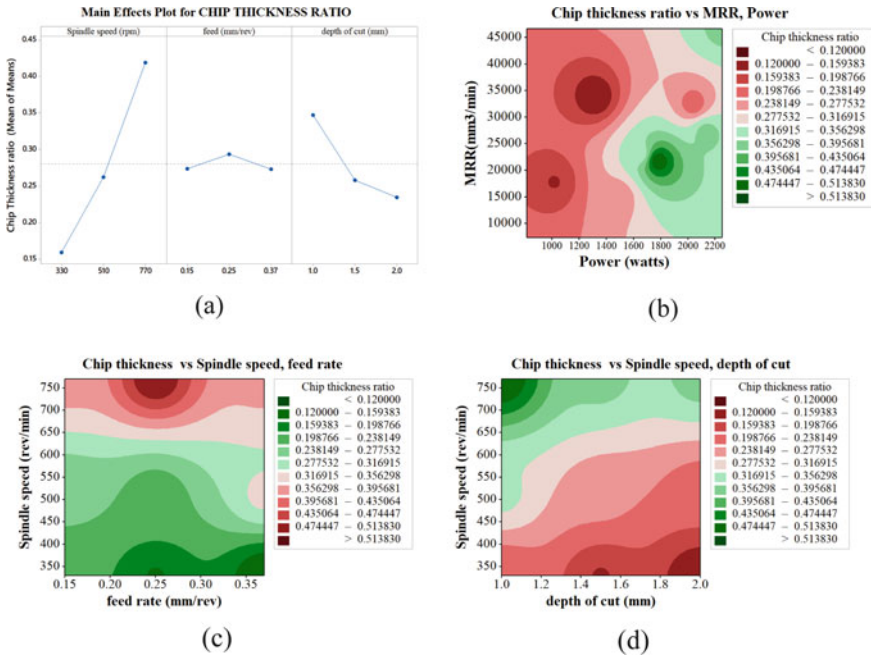 Main Effects Plot for CHIP THICKNESS RATIO
Spindle speed (rpm) feed (mm/rev) depth of cut (mm)
Chip Thickness ratio (Mean of Means)
0.45
0.40
0.35
0.30
0.25
0.20
0.15
330 510 770 0.15 0.25 0.37 1.0 1.5 2.0
(a)
Chip thickness ratio vs MRR, Power
MRR(mm3/min)
45000
40000
35000
30000
25000
20000
15000
10000
1000 1200 1400 1600 1800 2000 2200
Power (watts)
Chip thickness ratio
< 0.120000
0.120000 – 0.159383
0.159383 – 0.198766
0.198766 – 0.238149
0.238149 – 0.277532
0.277532 – 0.316915
0.316915 – 0.356298
0.356298 – 0.395681
0.395681 – 0.435064
0.435064 – 0.474447
0.474447 – 0.513830
> 0.513830
(b)
Chip thickness vs Spindle speed, feed rate
Spindle speed (rev/min)
750
700
650
600
550
500
450
400
350
0.15 0.20 0.25 0.30 0.35
feed rate (mm/rev)
Chip thickness ratio
< 0.120000
0.120000 – 0.159383
0.159383 – 0.198766
0.198766 – 0.238149
0.238149 – 0.277532
0.277532 – 0.316915
0.316915 – 0.356298
0.356298 – 0.395681
0.395681 – 0.435064
0.435064 – 0.474447
0.474447 – 0.513830
> 0.513830
(c)
Chip thickness vs Spindle speed, depth of cut
Spindle speed (rev/min)
750
700
650
600
550
500
450
400
350
1.0 1.2 1.4 1.6 1.8 2.0
depth of cut (mm)
Chip thickness ratio
< 0.120000
0.120000 – 0.159383
0.159383 – 0.198766
0.198766 – 0.238149
0.238149 – 0.277532
0.277532 – 0.316915
0.316915 – 0.356298
0.356298 – 0.395681
0.395681 – 0.435064
0.435064 – 0.474447
0.474447 – 0.513830
> 0.513830
(d)